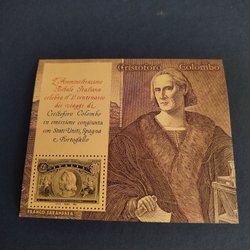 Cristoforo Colombo
L'Amministrazione
Postale Italiana
celebra il V centenario
dei viaggi di
Cristoforo Colombo
in emissione congiunta
con Stati Uniti, Spagna
e Portogallo